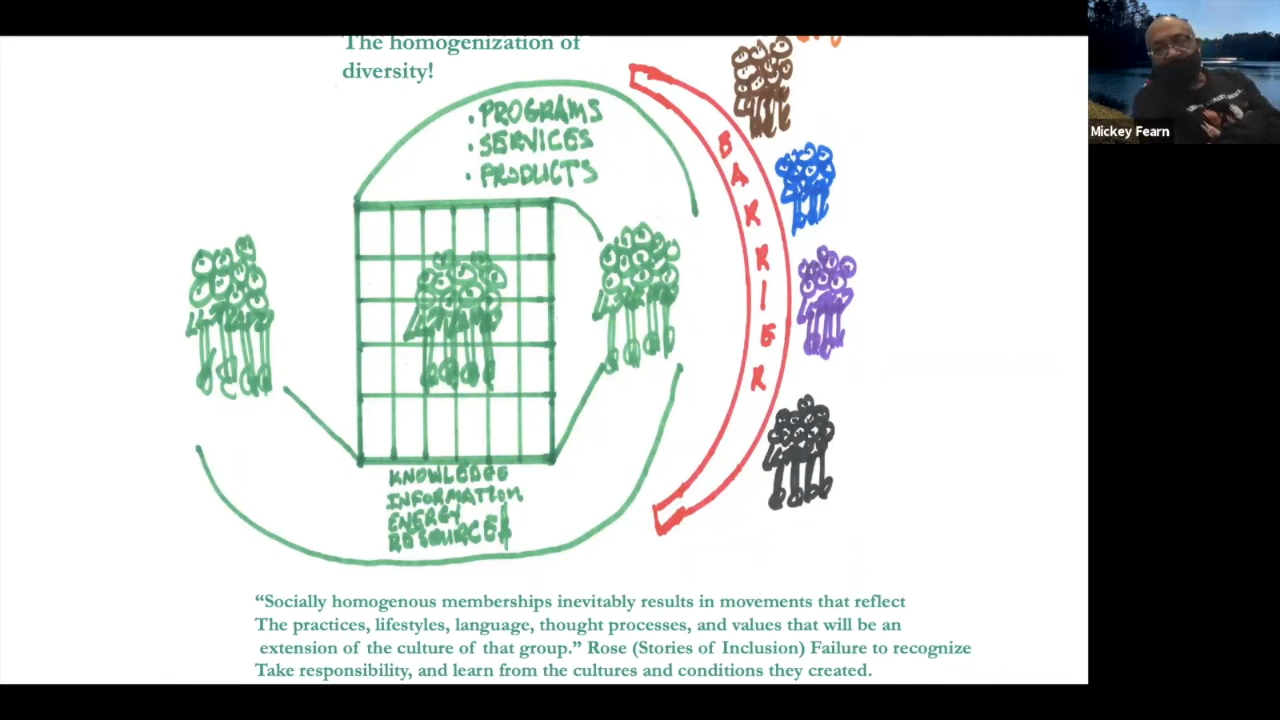 The homogenization of
diversity!
• PROGRAMS
• SERVICES
• PRODUCTS
BARRIER
KNOWLEDGE
INFORMATION
ENERGY
RESOURCES
“Socially homogenous memberships inevitably results in movements that reflect
The practices, lifestyles, language, thought processes, and values that will be an
extension of the culture of that group.” Rose (Stories of Inclusion) Failure to recognize
Take responsibility, and learn from the cultures and conditions they created.
Mickey Fearn